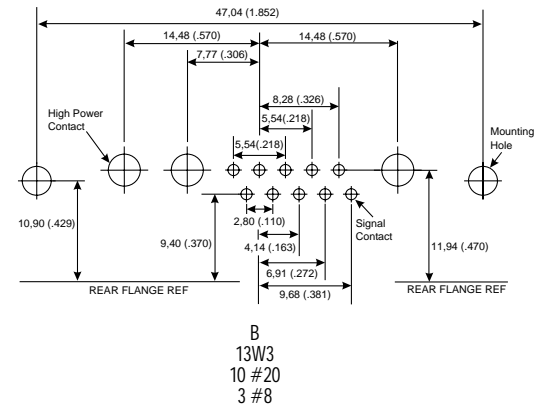 47,04 (1.852)
14,48 (.570)
14,48 (.570)
7,77 (.306)
8,28 (.326)
5,54(.218)
High Power
Contact
5,54(.218)
Mounting
Hole
10,90 (.429)
9,40 (.370)
2,80 (.110)
4,14 (.163)
Signal
Contact
11,94 (.470)
6,91 (.272)
REAR FLANGE REF
9,68 (.381)
REAR FLANGE REF
B
13W3
10 #20
3 #8